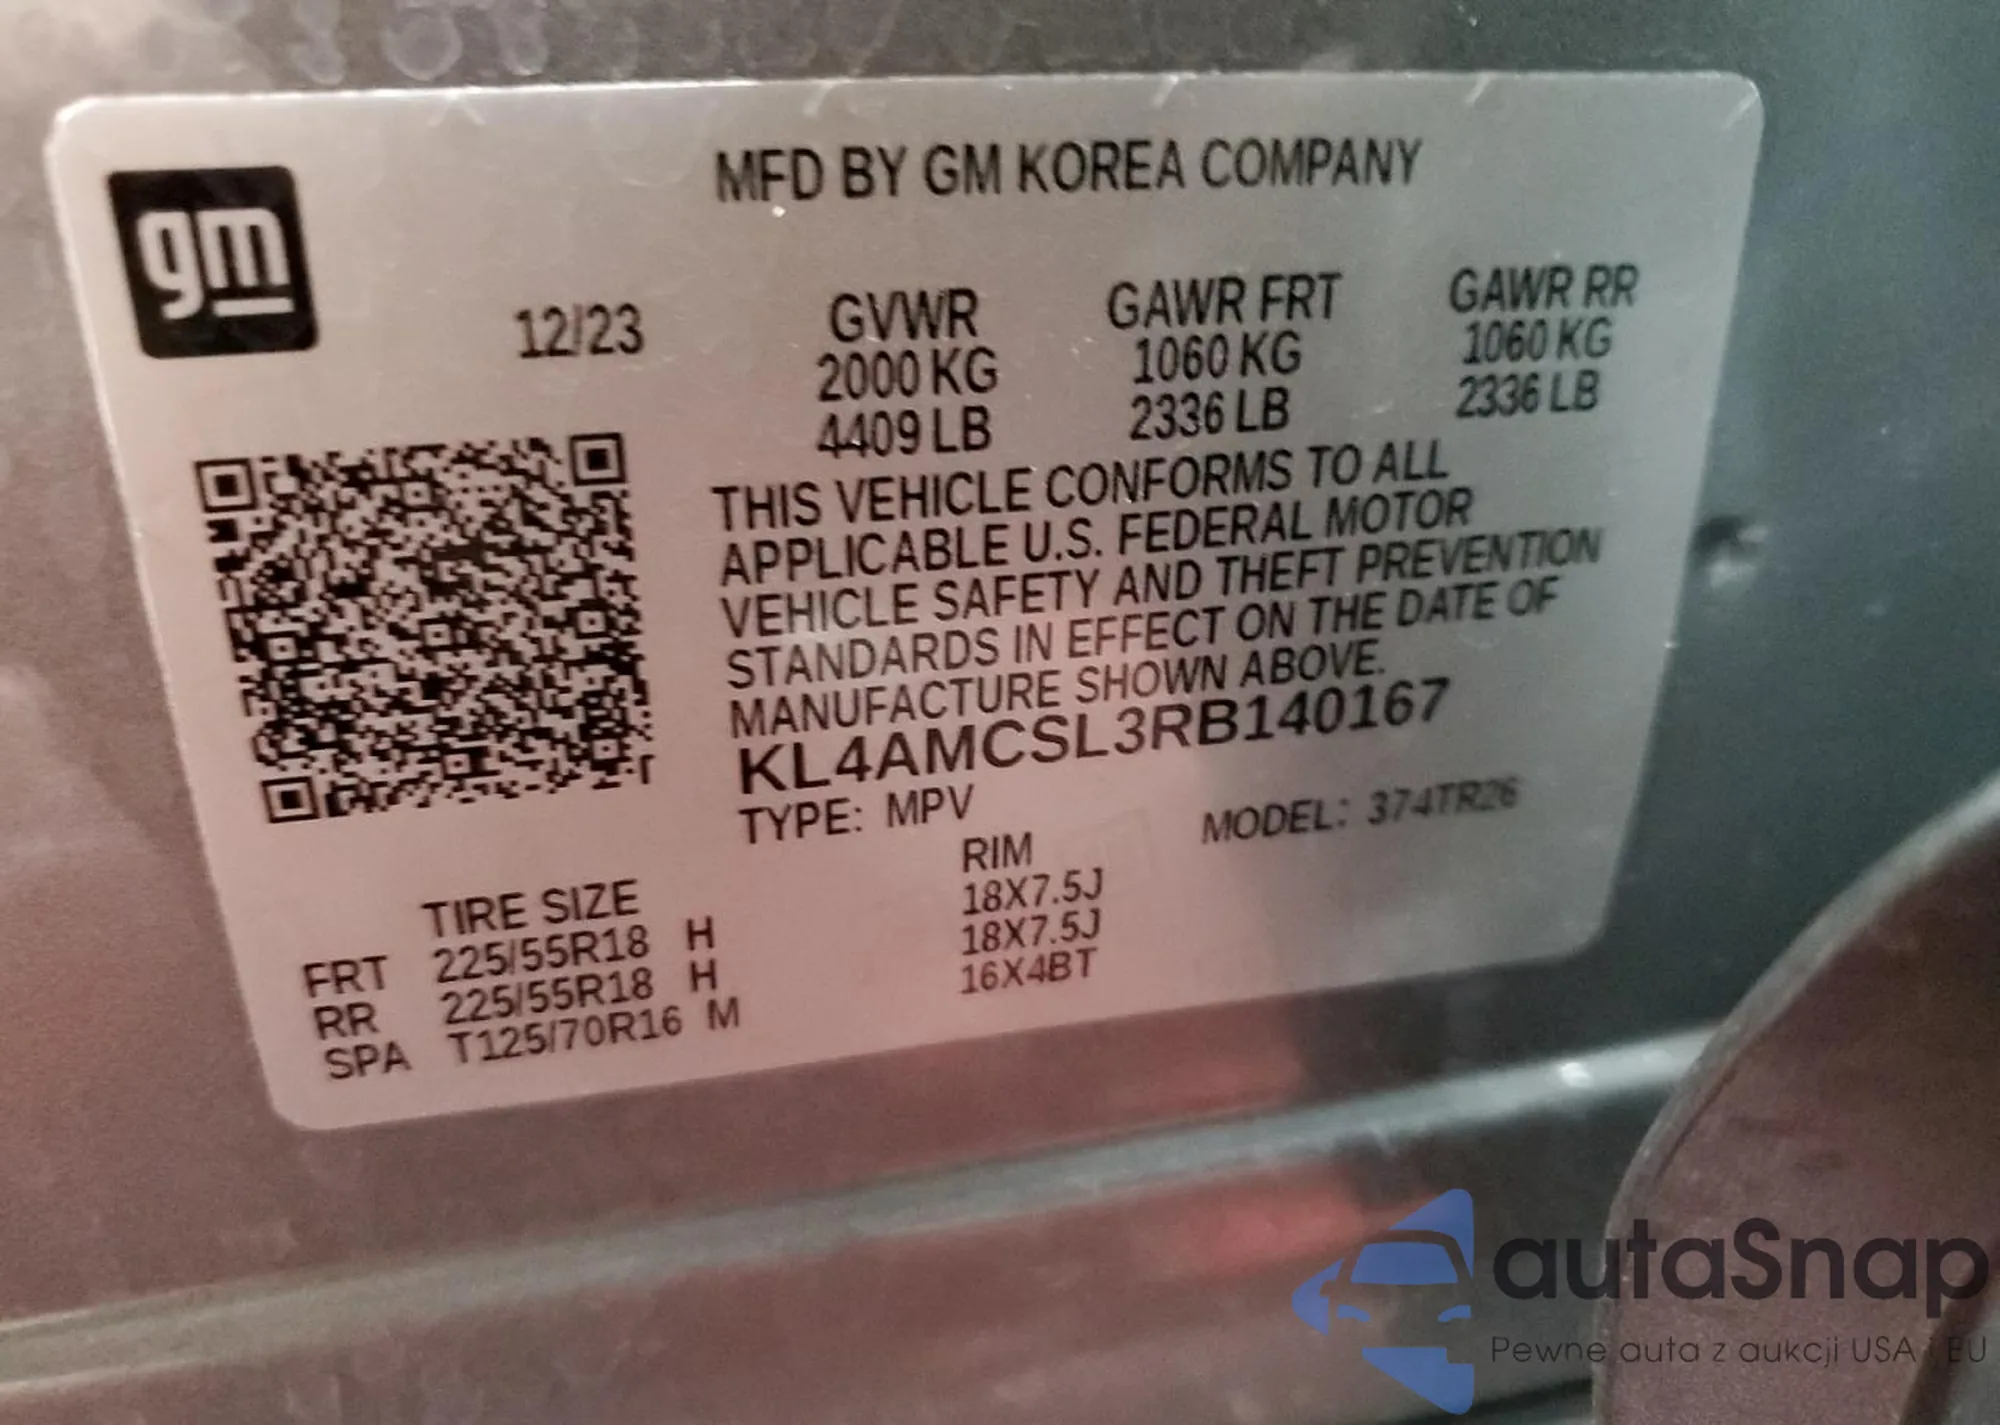 gm
MFD BY GM KOREA COMPANY
12/23
GVWR GAWR FRT GAWR RR
2000 KG 1060 KG 1060 KG
4409 LB 2336 LB 2336 LB
THIS VEHICLE CONFORMS TO ALL
APPLICABLE U.S. FEDERAL MOTOR
VEHICLE SAFETY AND THEFT PREVENTION
STANDARDS IN EFFECT ON THE DATE OF
MANUFACTURE SHOWN ABOVE.
KL4AMCSL3RB140167
TYPE: MPV MODEL: 374TR26
TIRE SIZE RIM
FRT 225/55R18 H 18X7.5J
RR 225/55R18 H 18X7.5J
SPA T125/70R16 M 16X4BT
autaSnap
Pewne auta z aukcji USA i EU